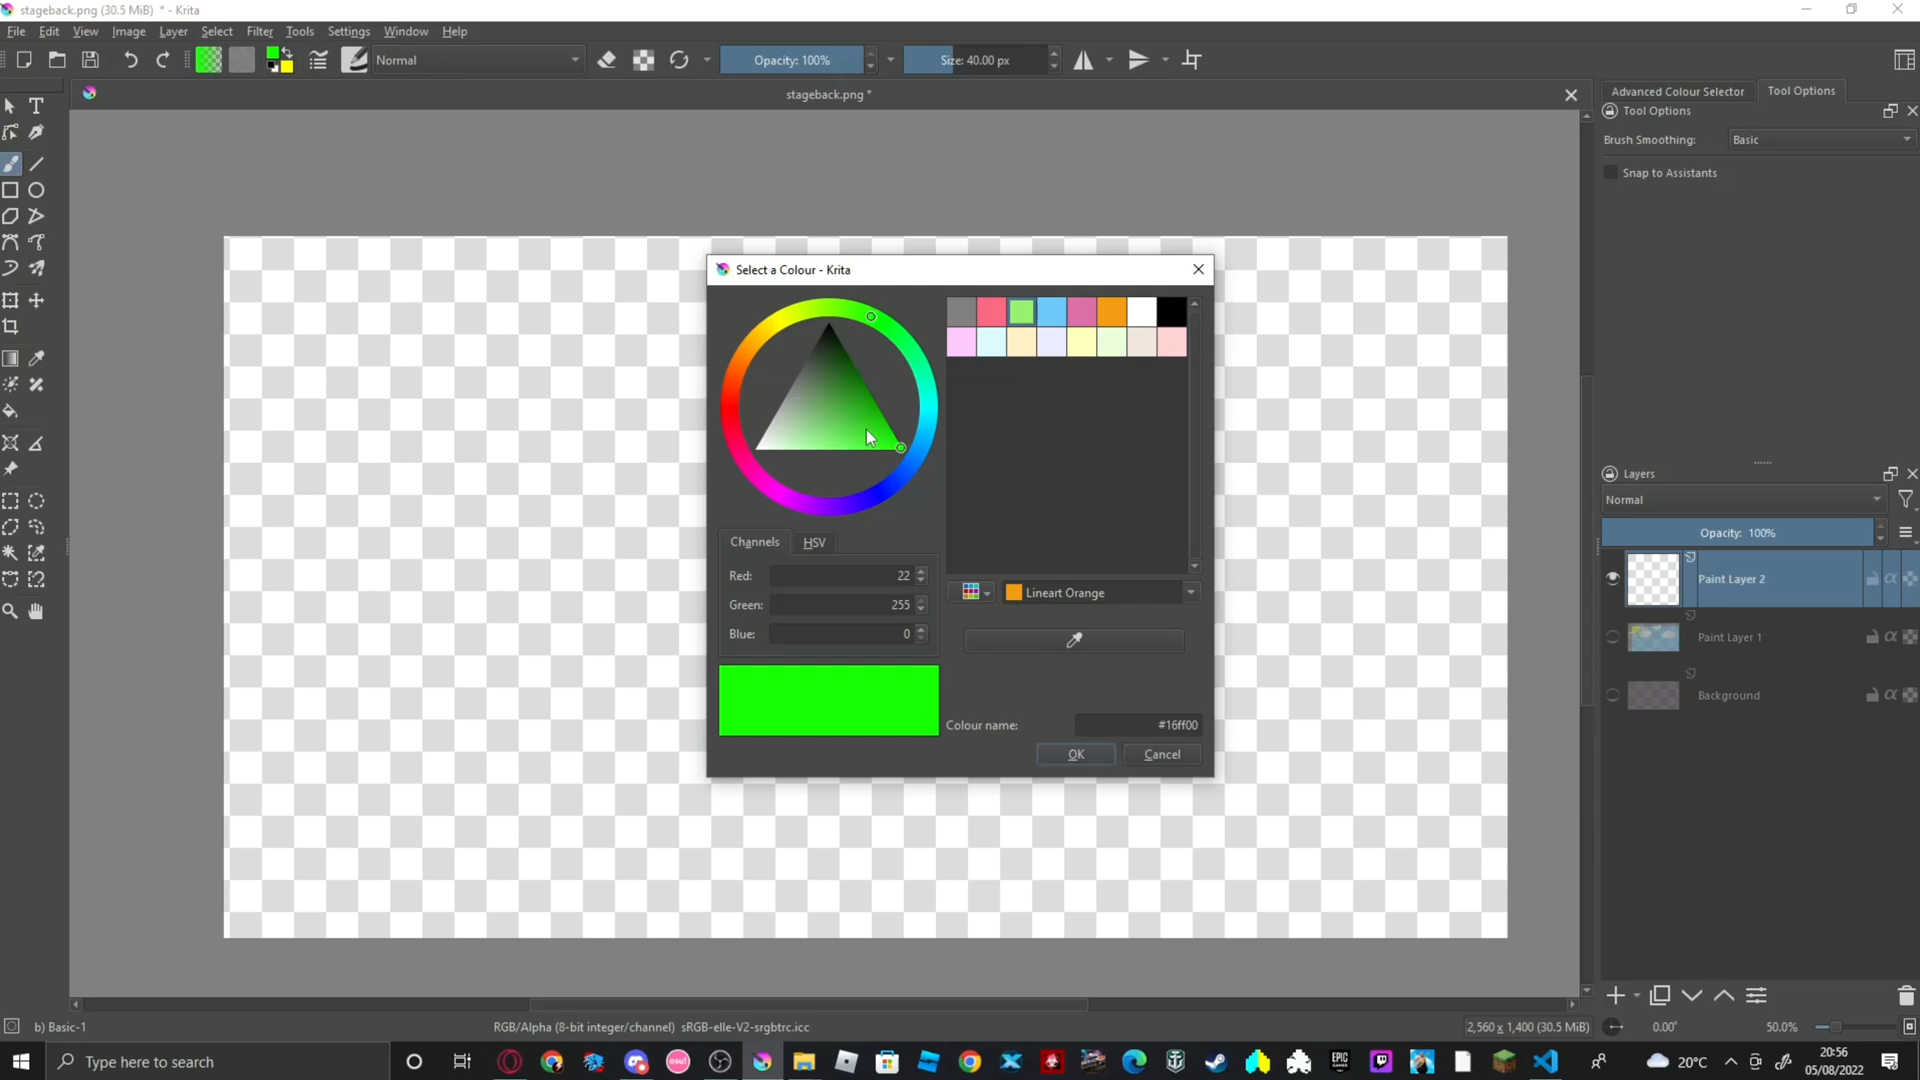 stageback.png (30.5 MiB) * - Krita
File Edit View Image Layer Filter Select Tools Settings Window Help
Normal
Opacity: 100%
Size: 40.00 px
stageback.png *
Advanced Colour Selector
Tool Options
Tool Options
Brush Smoothing:
Basic
Snap to Assistants
Select a Colour - Krita
Channels
HSV
Red:
22
Green:
255
Blue:
0
Lineart Orange
Colour name:
#16ff00
OK
Cancel
Layers
Normal
Opacity: 100%
Paint Layer 2
Paint Layer 1
Background
b) Basic-1
RGB/Alpha (8-bit integer/channel) sRGB-elle-V2-srgbtrc.icc
2,560 x 1,400 (30.5 MiB)
0.00°
50.0%
Type here to search
osu!
EPIC GAMES
20°C
20:56
05/08/2022